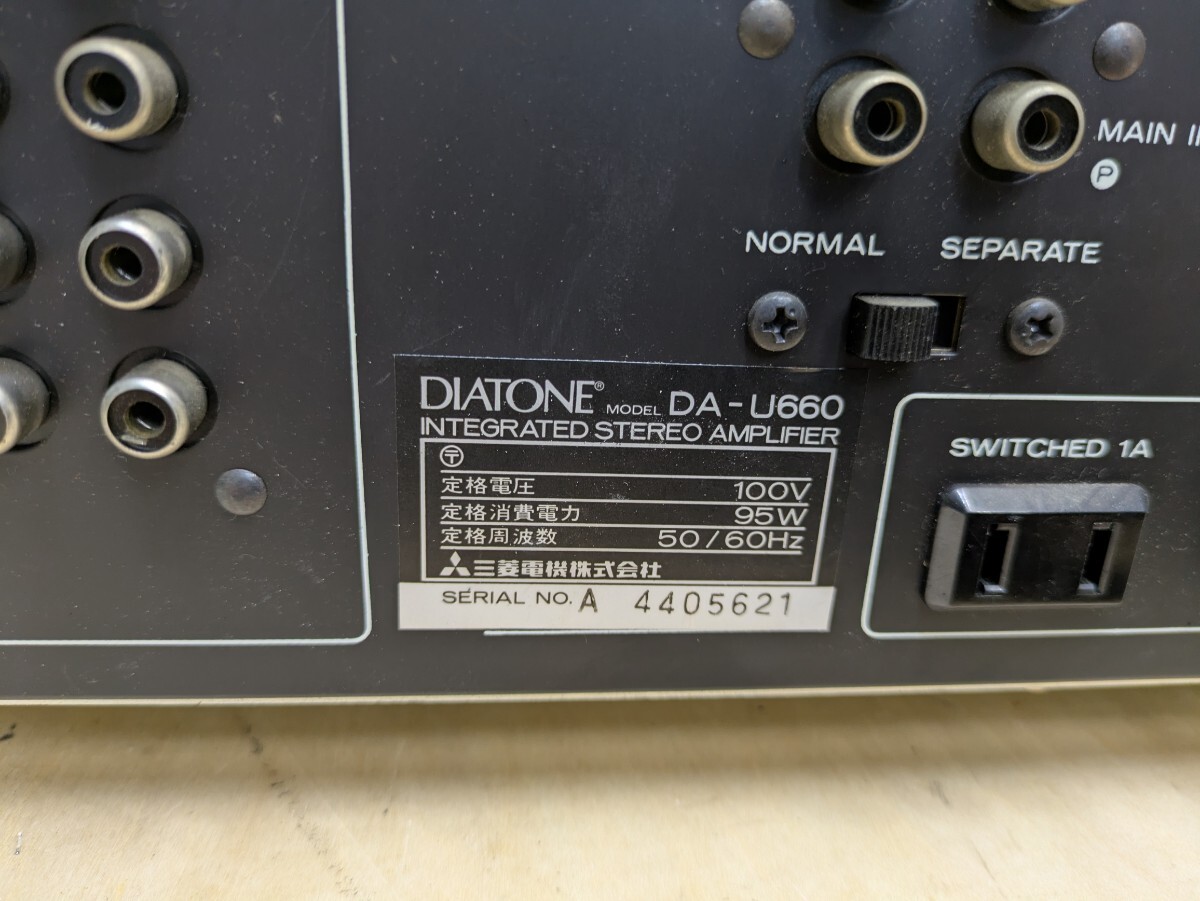 MAIN I
P
NORMAL SEPARATE
DIATONE® MODEL DA-U660
INTEGRATED STEREO AMPLIFIER
〒
定格電圧 100V
定格消費電力 95W
定格周波数 50/60Hz
三菱電機株式会社
SERIAL NO. A 4405621
SWITCHED 1A